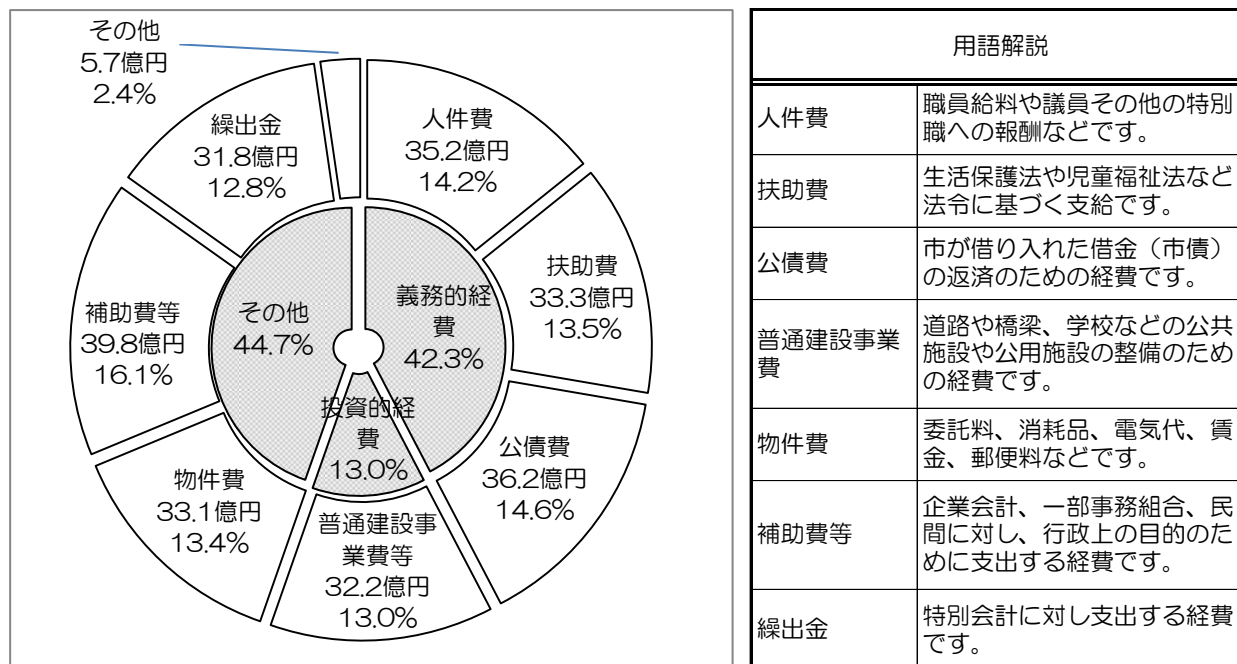 その他
5.7億円
2.4%
繰出金
31.8億円
12.8%
人件費
35.2億円
14.2%
扶助費
33.3億円
13.5%
義務的経
費
42.3%
その他
44.7%
補助費等
39.8億円
16.1%
投資的経
費
13.0%
公債費
36.2億円
14.6%
物件費
33.1億円
13.4%
普通建設事
業費等
32.2億円
13.0%
用語解説
人件費
職員給料や議員その他の特別
職への報酬などです。
扶助費
生活保護法や児童福祉法など
法令に基づく支給です。
公債費
市が借り入れた借金（市債）
の返済のための経費です。
普通建設事業
費
道路や橋梁、学校などの公共
施設や公用施設の整備のため
の経費です。
物件費
委託料、消耗品、電気代、賃
金、郵便料などです。
補助費等
企業会計、一部事務組合、民
間に対し、行政上の目的のた
めに支出する経費です。
繰出金
特別会計に対し支出する経費
です。